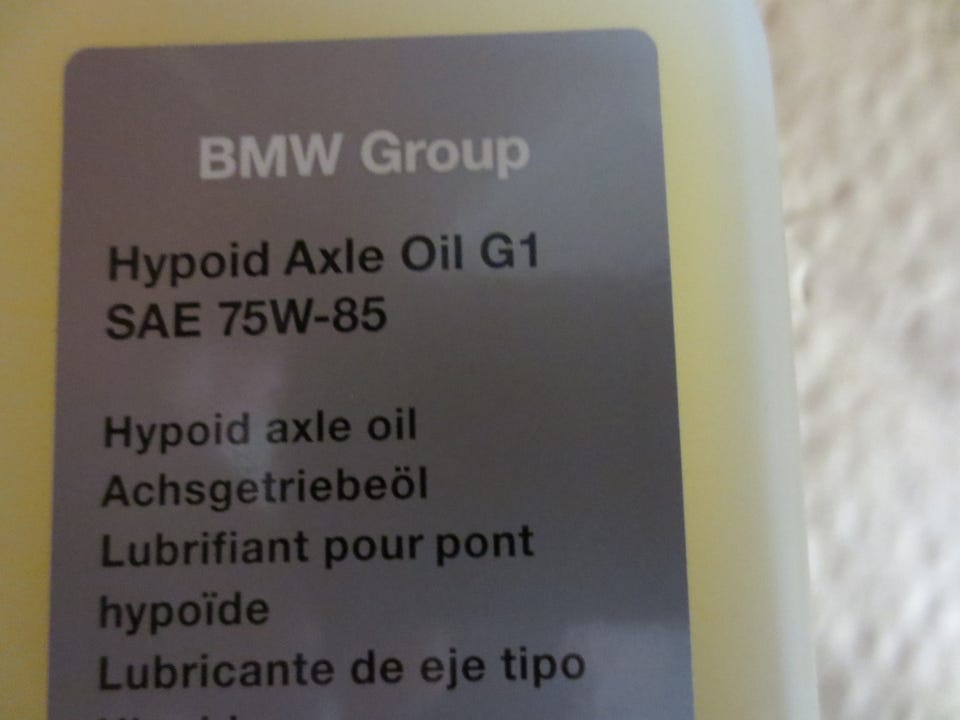 BMW Group
Hypoid Axle Oil G1
SAE 75W-85
Hypoid axle oil
Achsgetriebeöl
Lubrifiant pour pont
hypoïde
Lubricante de eje tipo